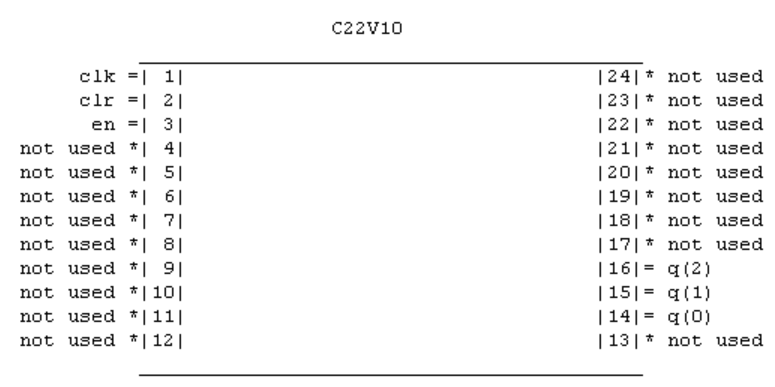 C22V10
clk =| 1| |24|* not used
clr =| 2| |23|* not used
en =| 3| |22|* not used
not used *| 4| |21|* not used
not used *| 5| |20|* not used
not used *| 6| |19|* not used
not used *| 7| |18|* not used
not used *| 8| |17|* not used
not used *| 9| |16|= q(2)
not used *|10| |15|= q(1)
not used *|11| |14|= q(0)
not used *|12| |13|* not used